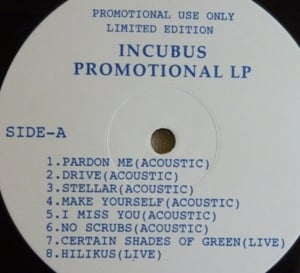 PROMOTIONAL USE ONLY
LIMITED EDITION
INCUBUS
PROMOTIONAL LP
SIDE-A
1.PARDON ME(ACOUSTIC)
2.DRIVE(ACOUSTIC)
3.STELLAR(ACOUSTIC)
4.MAKE YOURSELF(ACOUSTIC)
5.I MISS YOU(ACOUSTIC)
6.NO SCRUBS(ACOUSTIC)
7.CERTAIN SHADES OF GREEN(LIVE)
8.HILIKUS(LIVE)